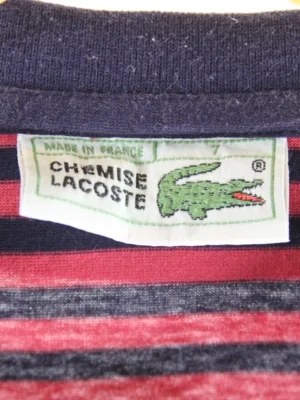 MADE IN FRANCE 7
CHEMISE
LACOSTE
®